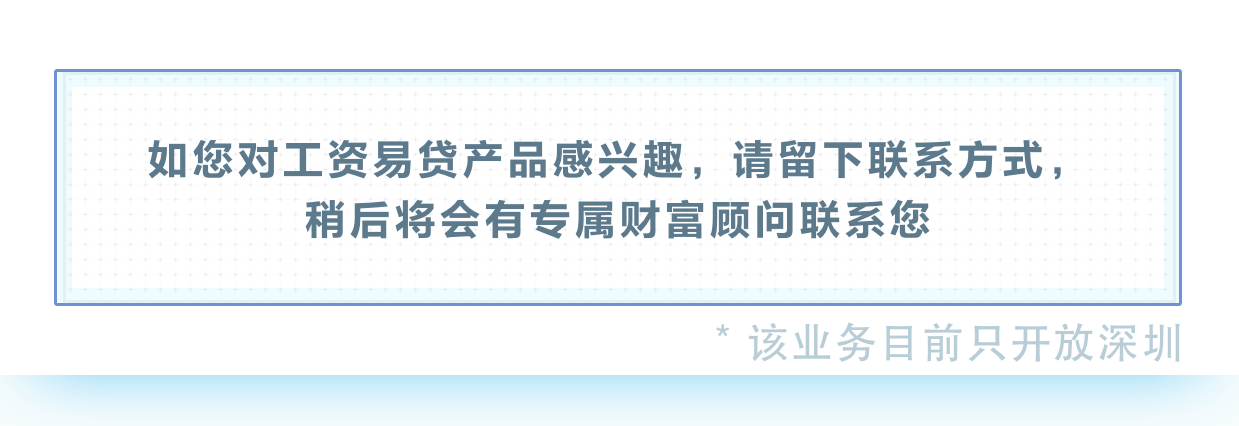 如您对工资易贷产品感兴趣，请留下联系方式，
稍后将会有专属财富顾问联系您
* 该业务目前只开放深圳